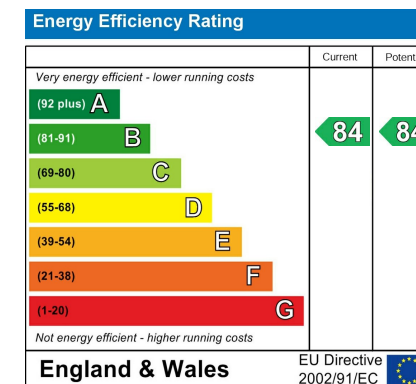 Energy Efficiency Rating
Current Potent
Very energy efficient - lower running costs
(92 plus) A
(81-91) B 84 84
(69-80) C
(55-68) D
(39-54) E
(21-38) F
(1-20) G
Not energy efficient - higher running costs
England & Wales
EU Directive
2002/91/EC